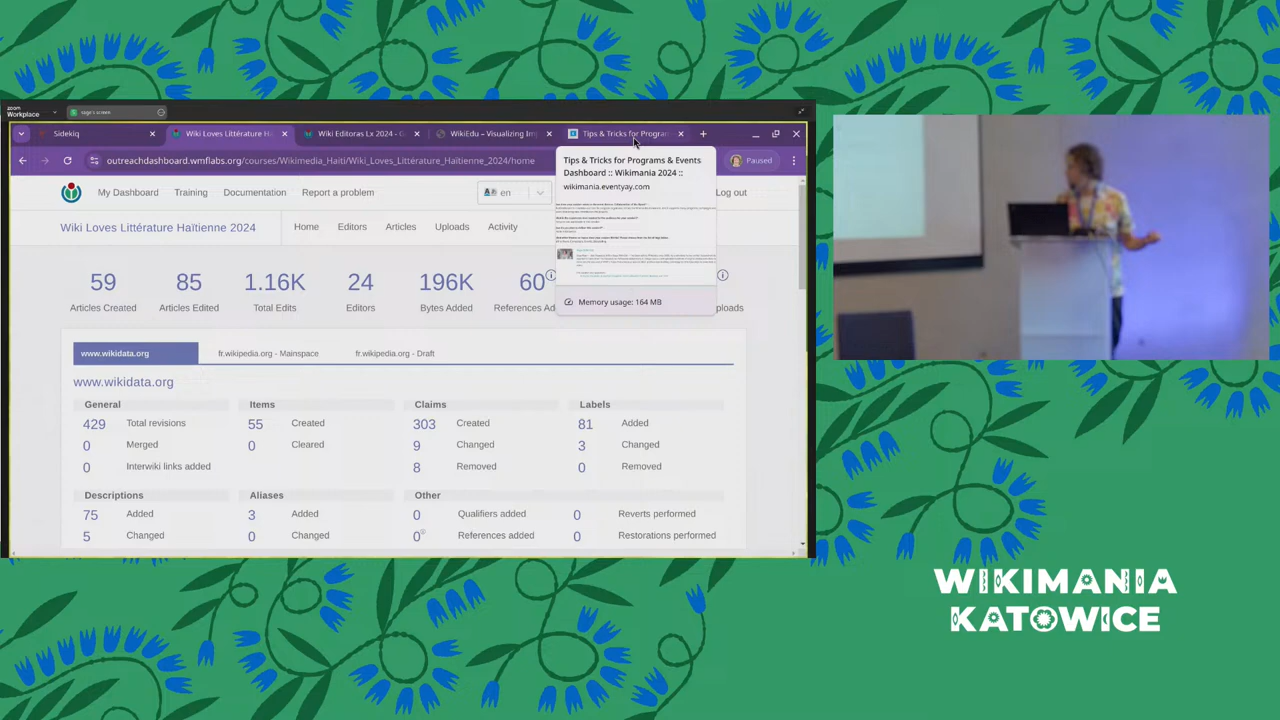 zoom
Workplace
sage's screen
Sidekiq
Wiki Loves Littérature Ha
Wiki Editoras Lx 2024 - G
WikiEdu – Visualizing Im
Tips & Tricks for Program
outreachdashboard.wmflabs.org/courses/Wikimedia_Haiti/Wiki_Loves_Littérature_Haïtienne_2024/home
Paused
Tips & Tricks for Programs & Events
Dashboard :: Wikimania 2024 ::
wikimania.eventyay.com
Memory usage: 164 MB
My Dashboard
Training
Documentation
Report a problem
en
Log out
Wiki Loves Littérature Haïtienne 2024
Home
Editors
Articles
Uploads
Activity
59
85
1.16K
24
196K
60
Articles Created
Articles Edited
Total Edits
Editors
Bytes Added
References Ad
ploads
www.wikidata.org
fr.wikipedia.org - Mainspace
fr.wikipedia.org - Draft
www.wikidata.org
General
Items
Claims
Labels
429 Total revisions
55 Created
303 Created
81 Added
0 Merged
0 Cleared
9 Changed
3 Changed
0 Interwiki links added
8 Removed
0 Removed
Descriptions
Aliases
Other
75 Added
3 Added
0 Qualifiers added
0 Reverts performed
5 Changed
0 Changed
0 References added
0 Restorations performed
WIKIMANIA
KATOWICE